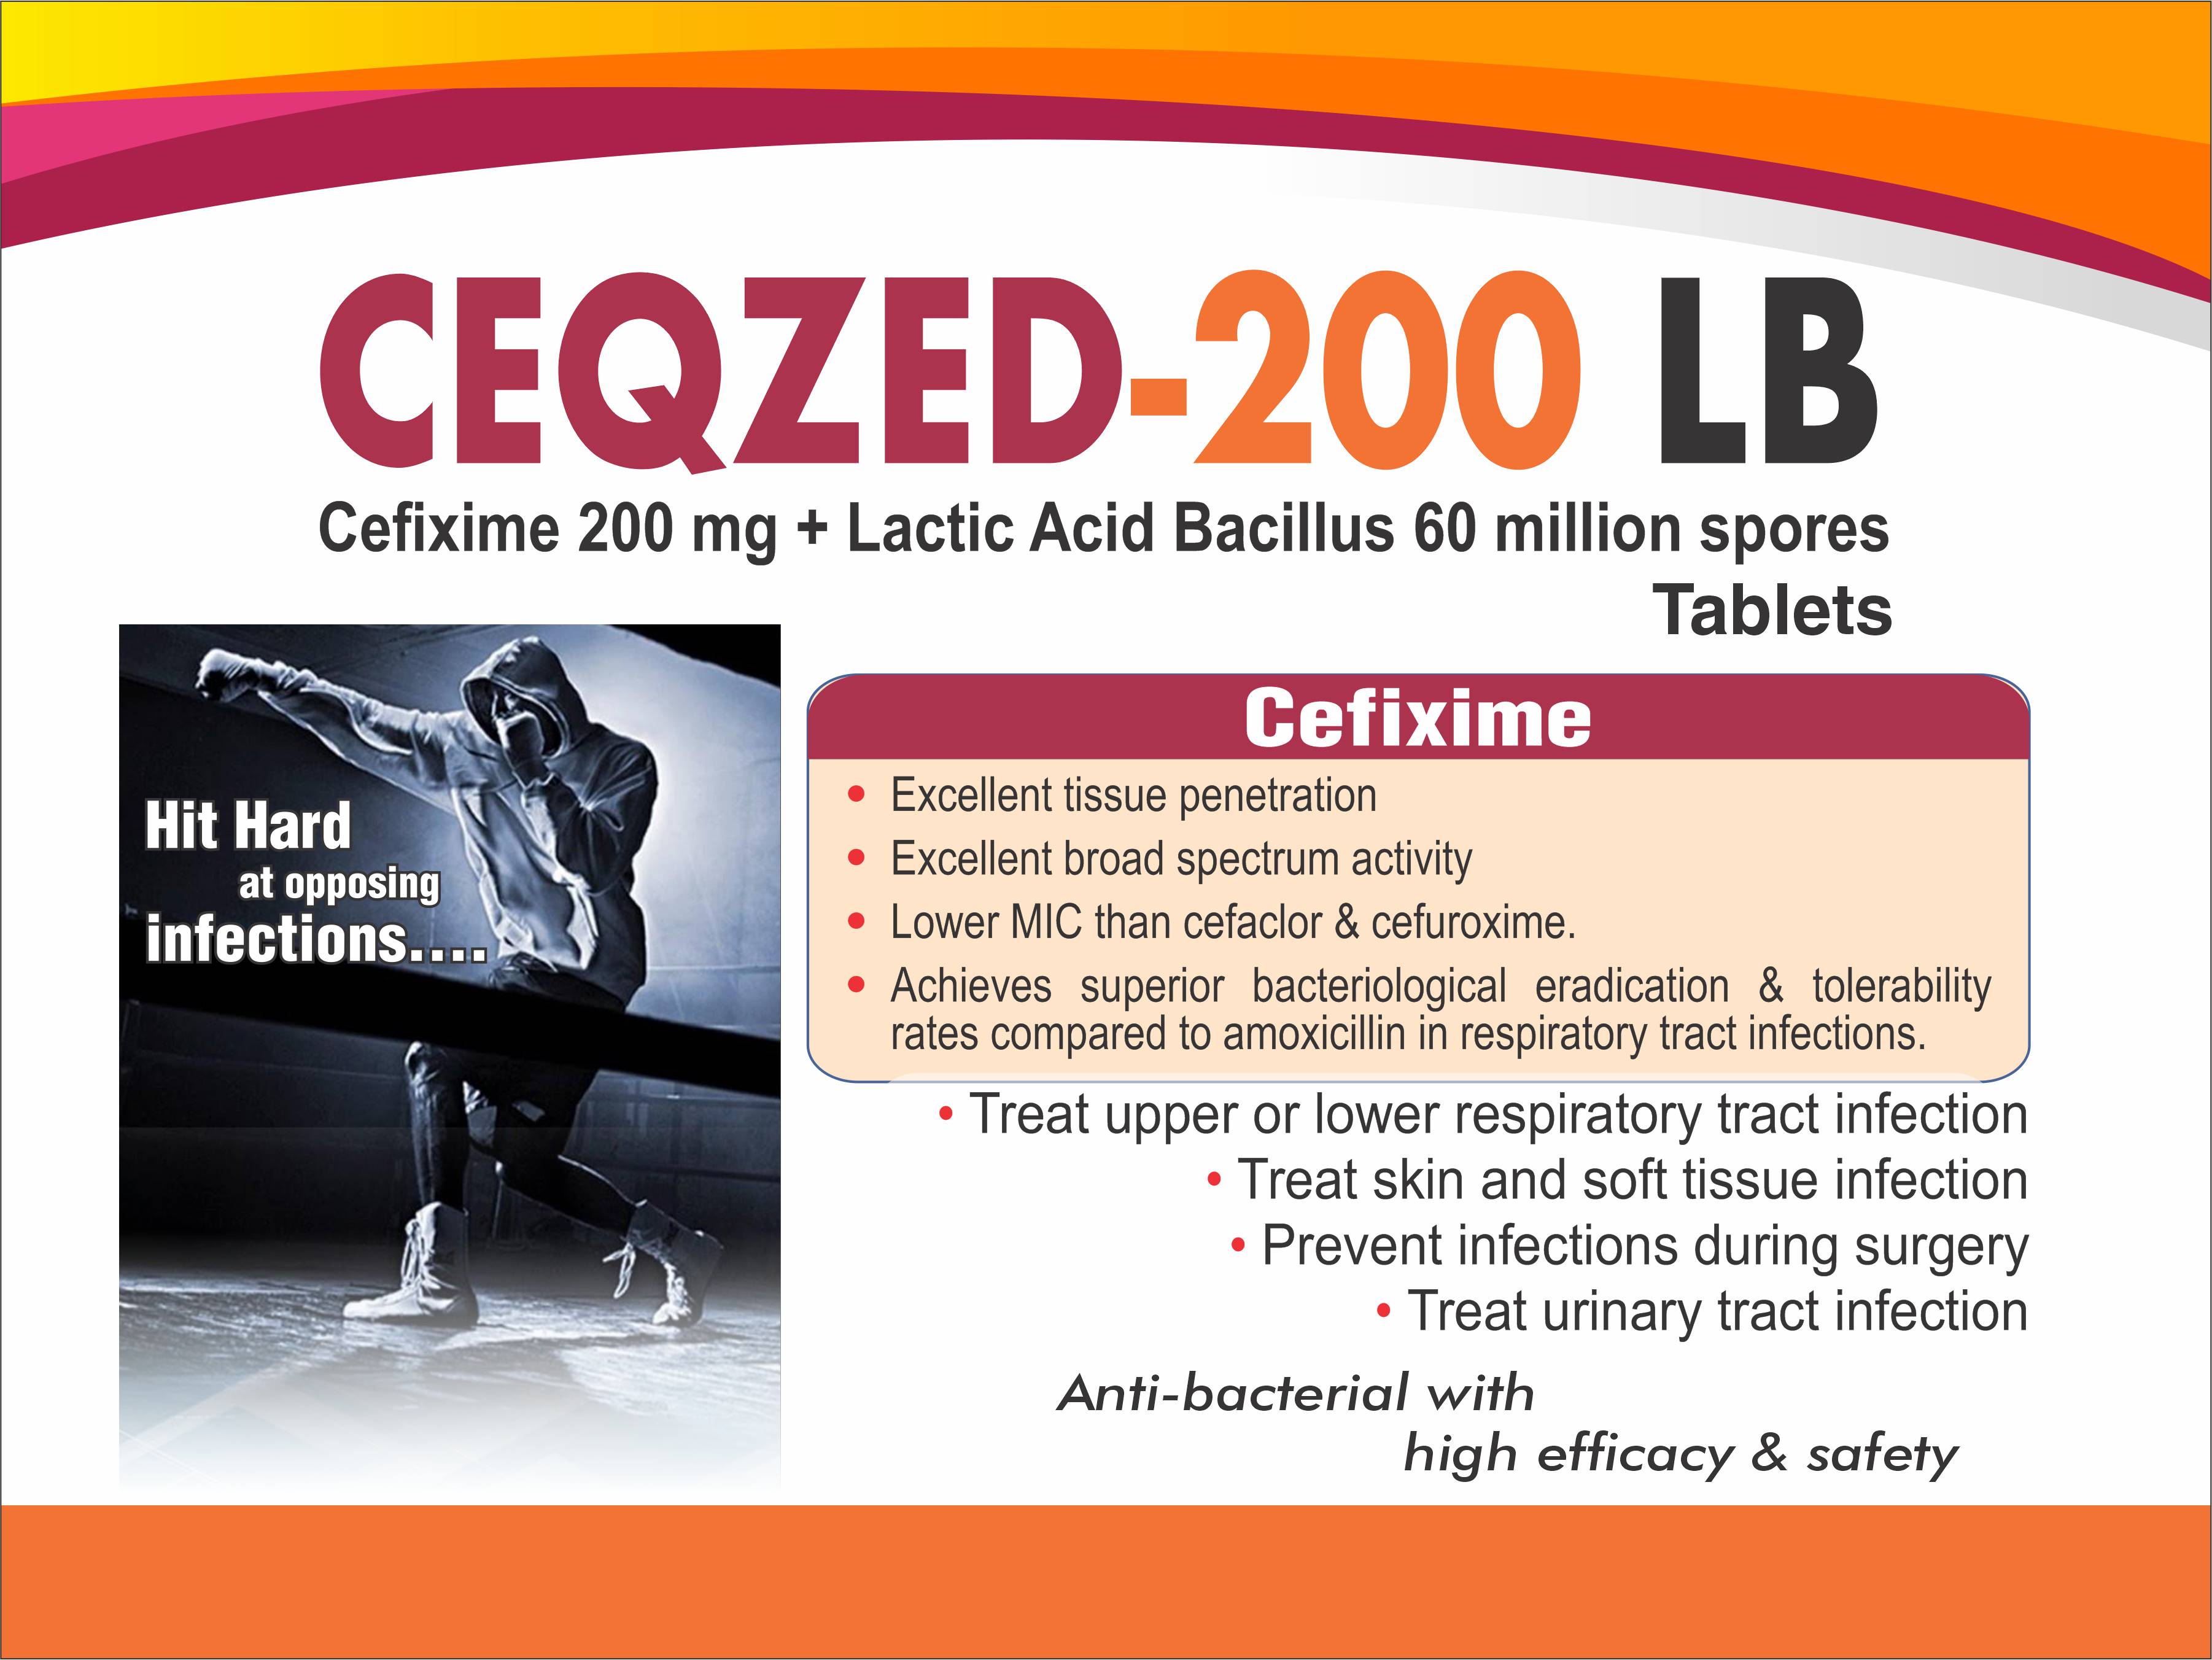 CEQZED-200 LB
Cefixime 200 mg + Lactic Acid Bacillus 60 million spores
Tablets
Hit Hard
at opposing
infections....
Cefixime
• Excellent tissue penetration
• Excellent broad spectrum activity
• Lower MIC than cefaclor & cefuroxime.
• Achieves superior bacteriological eradication & tolerability
rates compared to amoxicillin in respiratory tract infections.
• Treat upper or lower respiratory tract infection
• Treat skin and soft tissue infection
• Prevent infections during surgery
• Treat urinary tract infection
Anti-bacterial with
high efficacy & safety